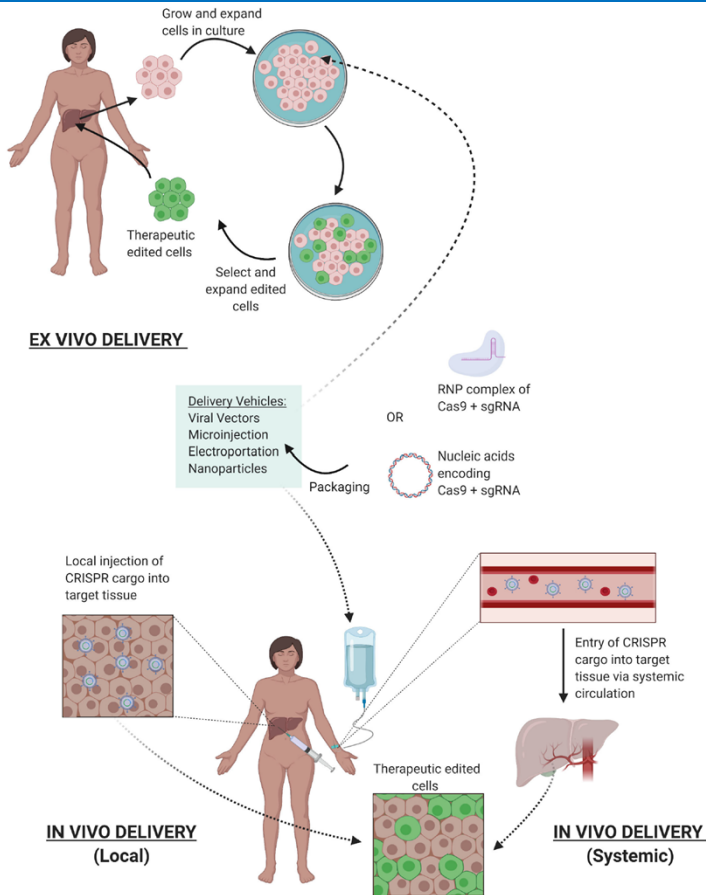 Grow and expand
cells in culture
Therapeutic
edited cells
Select and
expand edited
cells
EX VIVO DELIVERY
RNP complex of
Cas9 + sgRNA
OR
Delivery Vehicles:
Viral Vectors
Microinjection
Electroportation
Nanoparticles
Packaging
Nucleic acids
encoding
Cas9 + sgRNA
Local injection of
CRISPR cargo into
target tissue
Entry of CRISPR
cargo into target
tissue via systemic
circulation
Therapeutic edited
cells
IN VIVO DELIVERY
(Local)
IN VIVO DELIVERY
(Systemic)